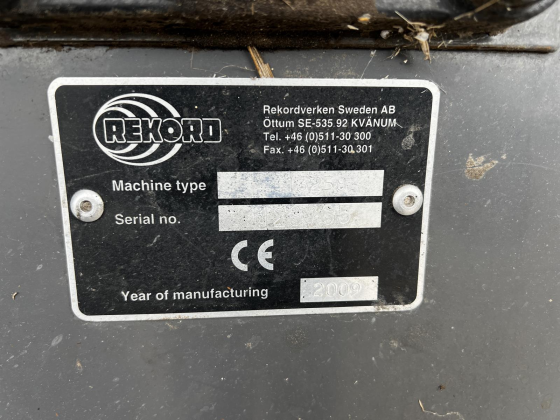 REKORD
Rekordverken Sweden AB
Öttum SE-535 92 KVÄNUM
Tel. +46 (0)511-30 300
Fax. +46 (0)511-30 301
Machine type
Serial no.
CE
Year of manufacturing 2009